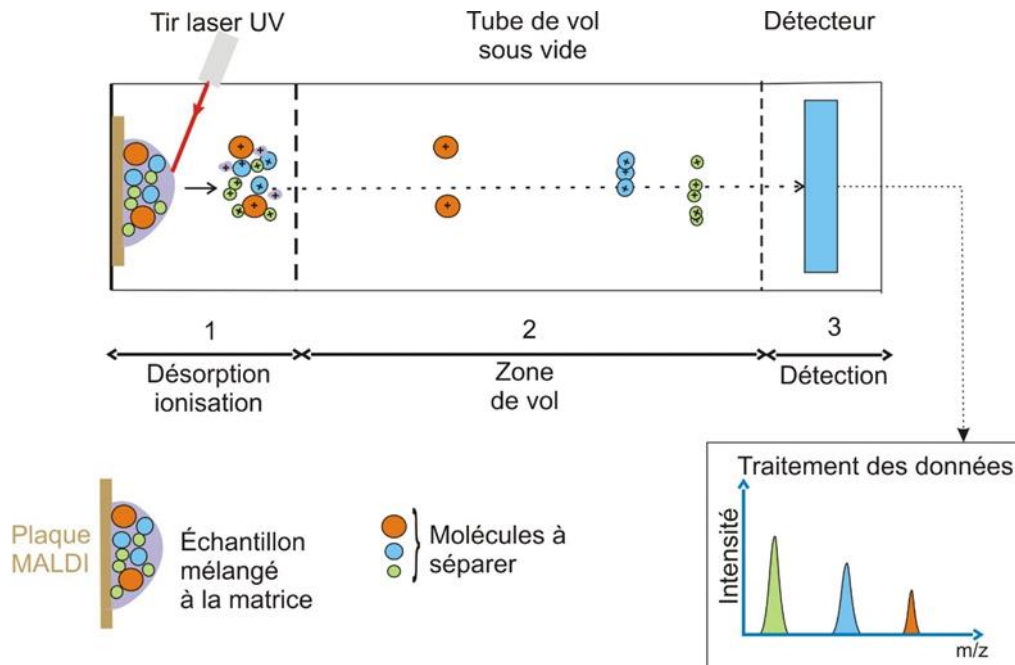 Tir laser UV
Tube de vol
sous vide
Détecteur
1
2
3
Désorption
ionisation
Zone
de vol
Détection
Plaque
MALDI
Échantillon
mélangé
à la matrice
Molécules à
séparer
Traitement des données
Intensité
m/z